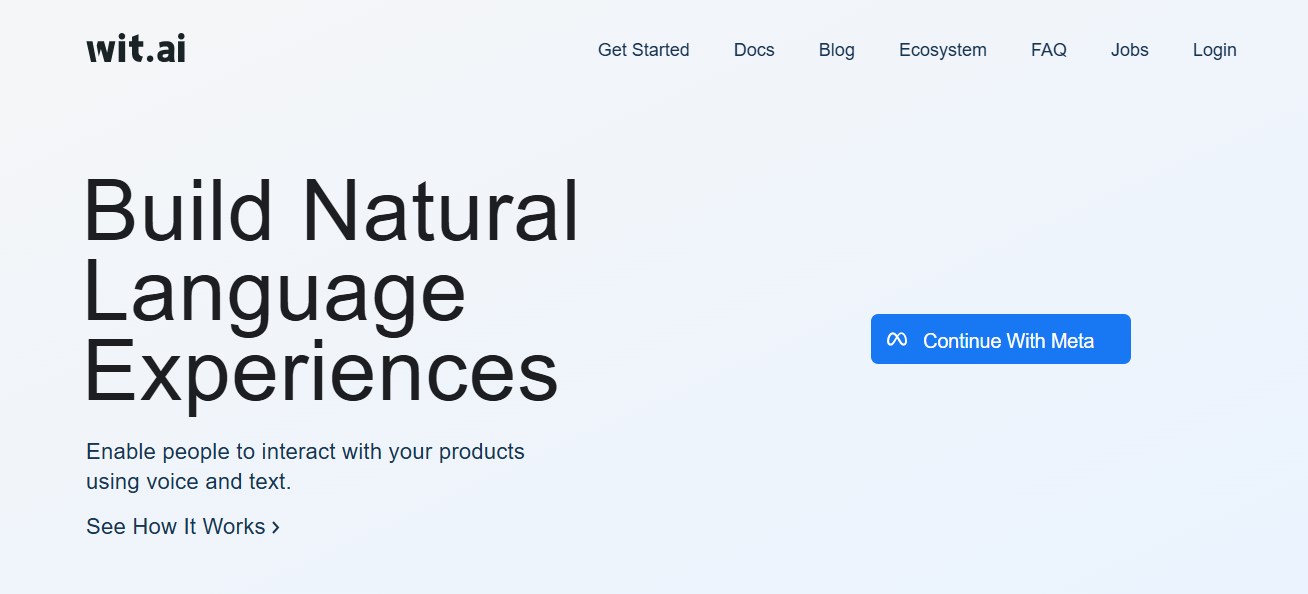 wit.ai
Get Started Docs Blog Ecosystem FAQ Jobs Login
Build Natural
Language
Experiences
Continue With Meta
Enable people to interact with your products
using voice and text.
See How It Works ›